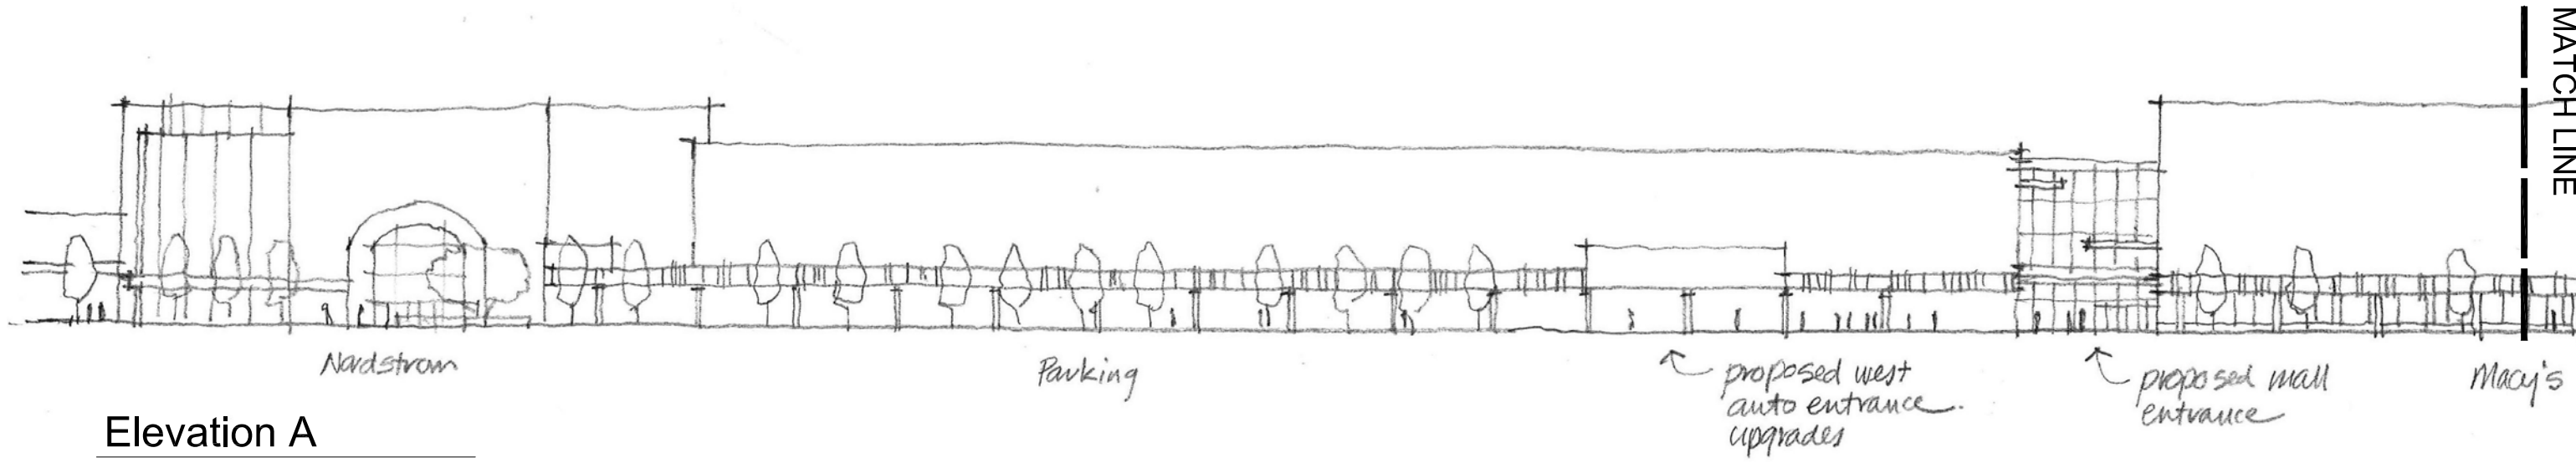 MATCH LINE
Nordstrom
Parking
proposed west
auto entrance
upgrades
proposed mall
entrance
Macy's
Elevation A